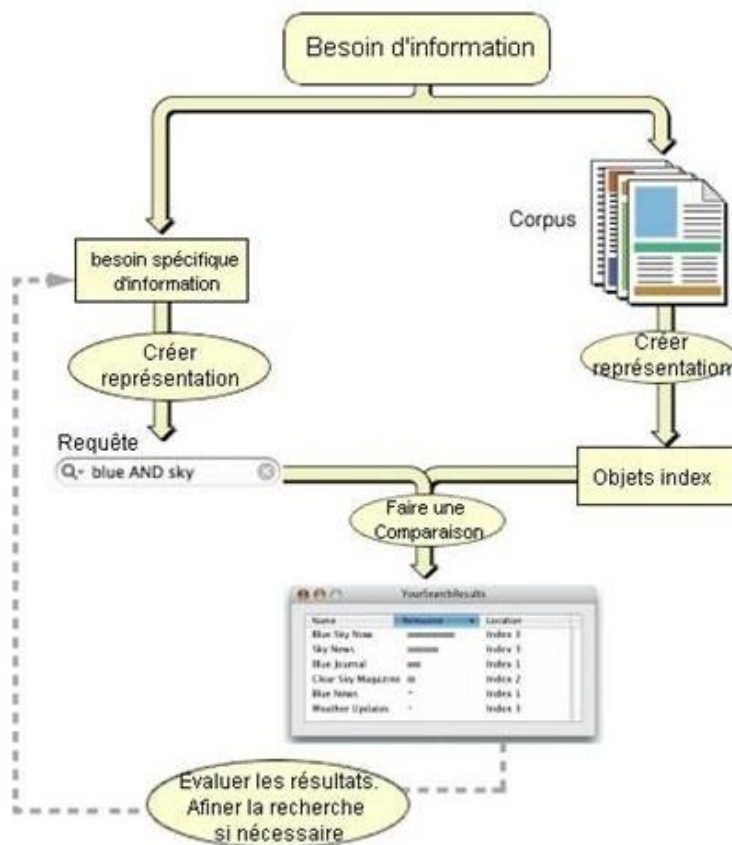 Besoin d'information
Corpus
besoin spécifique
d'information
Créer
représentation
Créer
représentation
Requête
blue AND sky
Objets index
Faire une
Comparaison
YourSearchResults
Name Relevance Location
Blue Sky Now Index 3
Sky News Index 3
Blue Journal Index 1
Clear Sky Magazine Index 2
Blue News Index 1
Weather Updates Index 3
Evaluer les résultats.
Afiner la recherche
si nécessaire